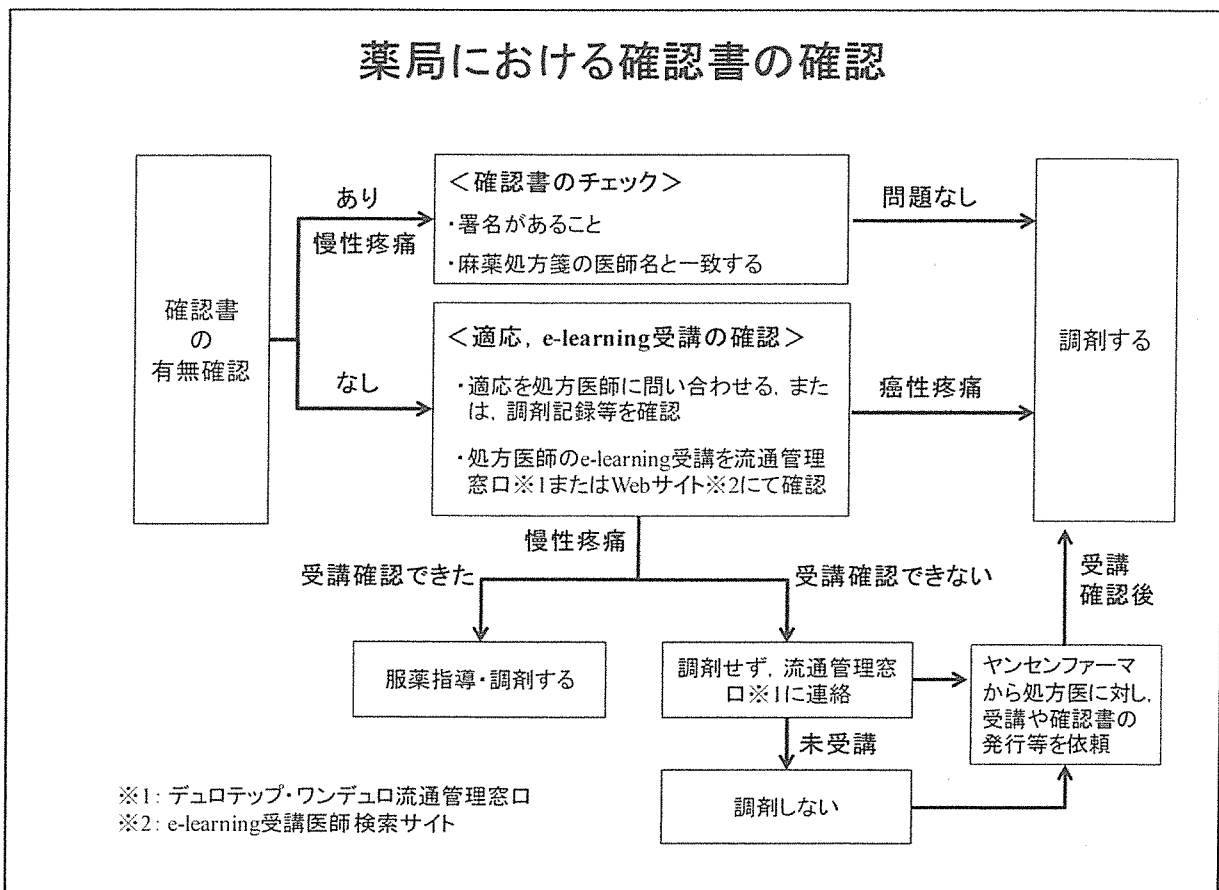 薬局における確認書の確認
確認書
の
有無確認
あり
慢性疼痛
なし
＜確認書のチェック＞
・署名があること
・麻薬処方箋の医師名と一致する
問題なし
＜適応, e-learning受講の確認＞
・適応を処方医師に問い合わせる, また
は, 調剤記録等を確認
・処方医師のe-learning受講を流通管理
窓口※1またはWebサイト※2にて確認
癌性疼痛
調剤する
慢性疼痛
受講確認できた
受講確認できない
受講
確認後
服薬指導・調剤する
調剤せず, 流通管理窓
口※1に連絡
ヤンセンファーマ
から処方医に対し,
受講や確認書の
発行等を依頼
未受講
調剤しない
※1: デュロテップ・ワンデュロ流通管理窓口
※2: e-learning受講医師検索サイト